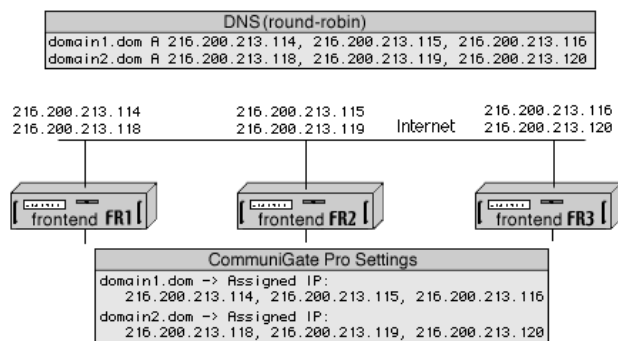 DNS (round-robin)
domain1.dom A 216.200.213.114, 216.200.213.115, 216.200.213.116
domain2.dom A 216.200.213.118, 216.200.213.119, 216.200.213.120
216.200.213.114 216.200.213.115 216.200.213.116
216.200.213.118 216.200.213.119 Internet 216.200.213.120
frontend FR1 frontend FR2 frontend FR3
CommuniGate Pro Settings
domain1.dom -> Assigned IP:
216.200.213.114, 216.200.213.115, 216.200.213.116
domain2.dom -> Assigned IP:
216.200.213.118, 216.200.213.119, 216.200.213.120